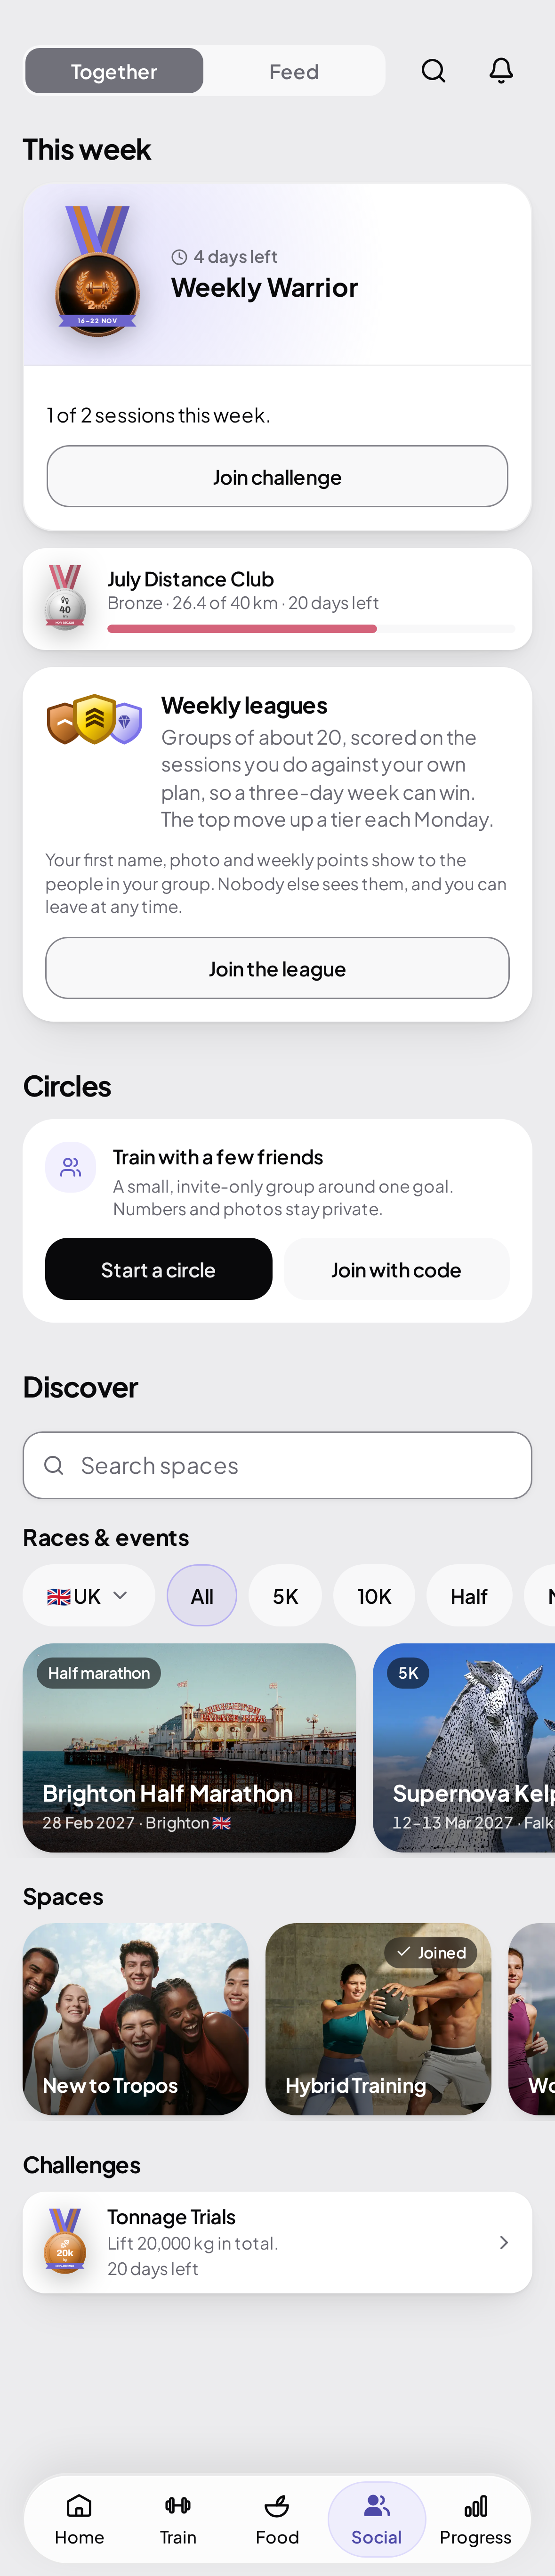 Together
Feed
This week
4 days left
Weekly Warrior
16–22 NOV
1 of 2 sessions this week.
Join challenge
July Distance Club
Bronze · 26.4 of 40 km · 20 days left
40
Weekly leagues
Groups of about 20, scored on the
sessions you do against your own
plan, so a three-day week can win.
The top move up a tier each Monday.
Your first name, photo and weekly points show to the
people in your group. Nobody else sees them, and you can
leave at any time.
Join the league
Circles
Train with a few friends
A small, invite-only group around one goal.
Numbers and photos stay private.
Start a circle
Join with code
Discover
Search spaces
Races & events
🇬🇧 UK
All
5K
10K
Half
Half marathon
Brighton Half Marathon
28 Feb 2027 · Brighton 🇬🇧
5K
Supernova Kelp
12–13 Mar 2027 · Falk
Spaces
New to Tropos
Joined
Hybrid Training
Wo
Challenges
20k
Tonnage Trials
Lift 20,000 kg in total.
20 days left
Home
Train
Food
Social
Progress